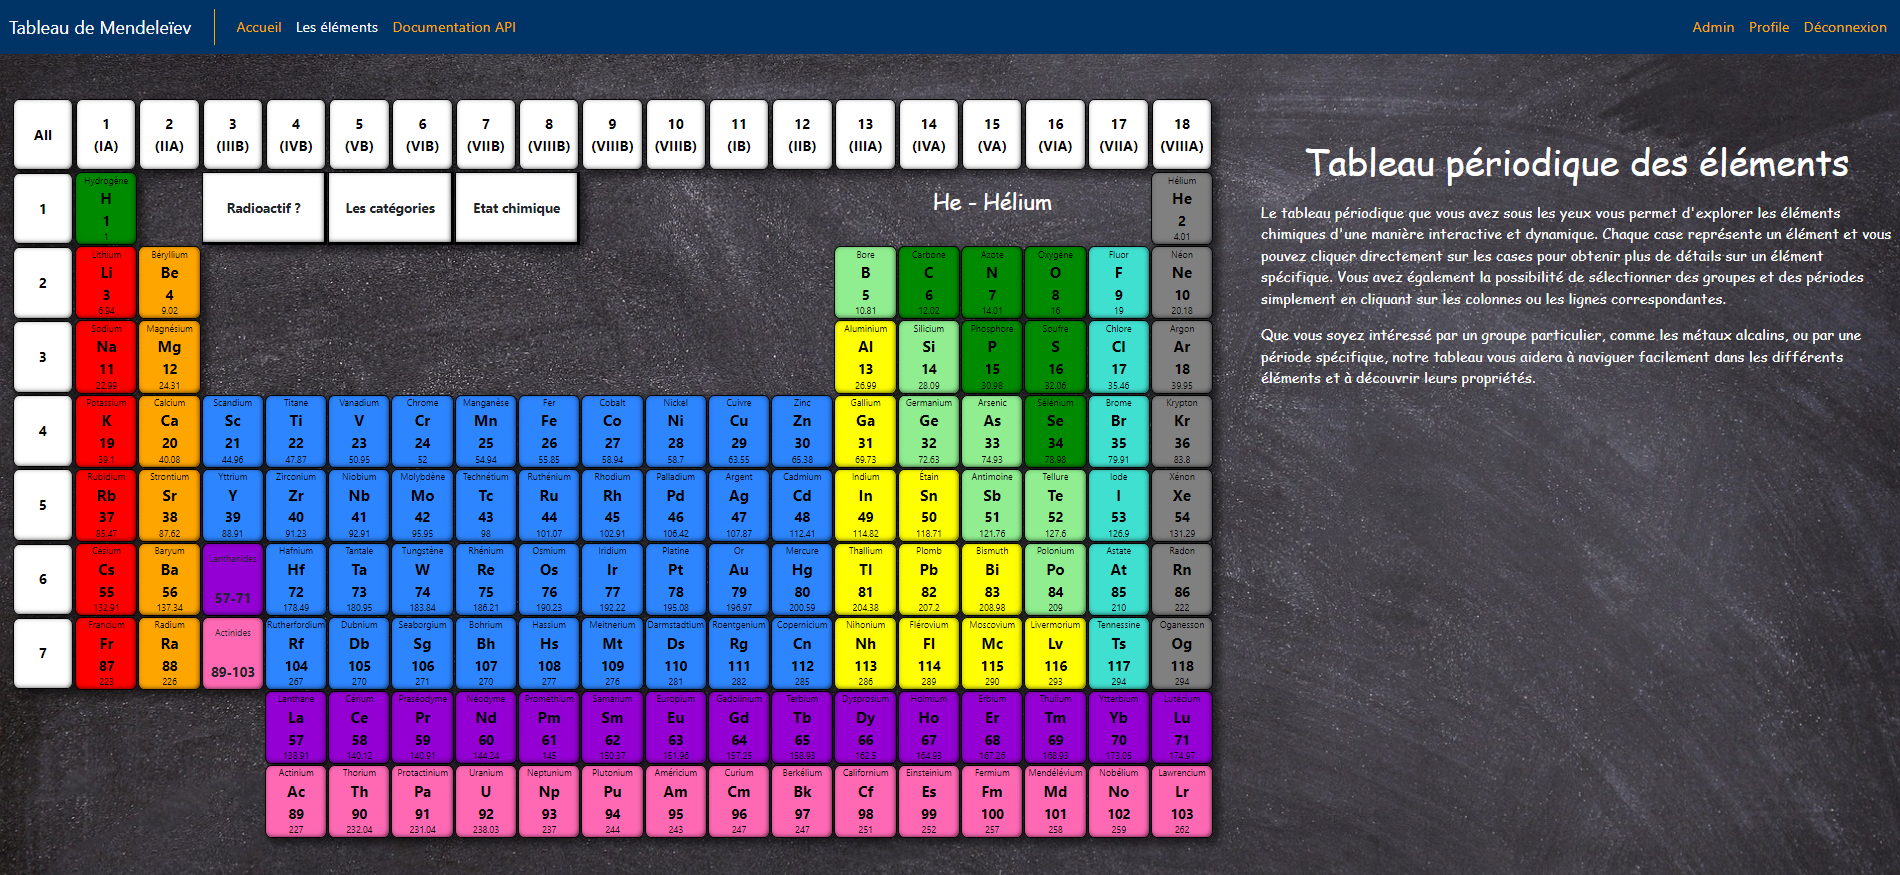 Tableau de Mendeleïev Accueil Les éléments Documentation API Admin Profile Déconnexion
All 1 2 3 4 5 6 7 8 9 10 11 12 13 14 15 16 17 18
(IA) (IIA) (IIIB) (IVB) (VB) (VIB) (VIIB) (VIIIB) (VIIIB) (VIIIB) (IB) (IIB) (IIIA) (IVA) (VA) (VIA) (VIIA) (VIIIA)
Tableau périodique des éléments
Le tableau périodique que vous avez sous les yeux vous permet d'explorer les éléments
chimiques d'une manière interactive et dynamique. Chaque case représente un élément et vous
pouvez cliquer directement sur les cases pour obtenir plus de détails sur un élément
spécifique. Vous avez également la possibilité de sélectionner des groupes et des périodes
simplement en cliquant sur les colonnes ou les lignes correspondantes.
Que vous soyez intéressé par un groupe particulier, comme les métaux alcalins, ou par une
période spécifique, notre tableau vous aidera à naviguer facilement dans les différents
éléments et à découvrir leurs propriétés.
Hydrogène Hélium
1 H Radioactif ? Les catégories Etat chimique He - Hélium He
1 2
1 4.01
Lithium Béryllium Bore Carbone Azote Oxygène Fluor Néon
2 Li Be B C N O F Ne
3 4 5 6 7 8 9 10
6.94 9.02 10.81 12.02 14.01 16 19 20.18
Sodium Magnésium Aluminium Silicium Phosphore Soufre Chlore Argon
3 Na Mg Al Si P S Cl Ar
11 12 13 14 15 16 17 18
22.99 24.31 26.99 28.09 30.98 32.06 35.46 39.95
Potassium Calcium Scandium Titane Vanadium Chrome Manganèse Fer Cobalt Nickel Cuivre Zinc Gallium Germanium Arsenic Sélénium Brome Krypton
4 K Ca Sc Ti V Cr Mn Fe Co Ni Cu Zn Ga Ge As Se Br Kr
19 20 21 22 23 24 25 26 27 28 29 30 31 32 33 34 35 36
39.1 40.08 44.96 47.87 50.95 52 54.94 55.85 58.94 58.7 63.55 65.38 69.73 72.63 74.93 78.98 79.91 83.8
Rubidium Strontium Yttrium Zirconium Niobium Molybdène Technétium Ruthénium Rhodium Palladium Argent Cadmium Indium Étain Antimoine Tellure Iode Xénon
5 Rb Sr Y Zr Nb Mo Tc Ru Rh Pd Ag Cd In Sn Sb Te I Xe
37 38 39 40 41 42 43 44 45 46 47 48 49 50 51 52 53 54
85.47 87.62 88.91 91.23 92.91 95.95 98 101.07 102.91 106.42 107.87 112.41 114.82 118.71 121.76 127.6 126.9 131.29
Césium Baryum Lanthanides Hafnium Tantale Tungstène Rhénium Osmium Iridium Platine Or Mercure Thallium Plomb Bismuth Polonium Astate Radon
6 Cs Ba Hf Ta W Re Os Ir Pt Au Hg Tl Pb Bi Po At Rn
55 56 57-71 72 73 74 75 76 77 78 79 80 81 82 83 84 85 86
132.91 137.34 178.49 180.95 183.84 186.21 190.23 192.22 195.08 196.97 200.59 204.38 207.2 208.98 209 210 222
Francium Radium Actinides Rutherfordium Dubnium Seaborgium Bohrium Hassium Meitnerium Darmstadtium Roentgenium Copernicium Nihonium Flérovium Moscovium Livermorium Tennessine Oganesson
7 Fr Ra Rf Db Sg Bh Hs Mt Ds Rg Cn Nh Fl Mc Lv Ts Og
87 88 89-103 104 105 106 107 108 109 110 111 112 113 114 115 116 117 118
223 226 267 270 271 270 277 276 281 282 285 286 289 290 293 294 294
Lanthane Cérium Praséodyme Néodyme Prométhium Samarium Europium Gadolinium Terbium Dysprosium Holmium Erbium Thulium Ytterbium Lutécium
La Ce Pr Nd Pm Sm Eu Gd Tb Dy Ho Er Tm Yb Lu
57 58 59 60 61 62 63 64 65 66 67 68 69 70 71
138.91 140.12 140.91 144.24 145 150.37 151.96 157.25 158.93 162.5 164.93 167.26 168.93 173.05 174.97
Actinium Thorium Protactinium Uranium Neptunium Plutonium Américium Curium Berkélium Californium Einsteinium Fermium Mendélévium Nobélium Lawrencium
Ac Th Pa U Np Pu Am Cm Bk Cf Es Fm Md No Lr
89 90 91 92 93 94 95 96 97 98 99 100 101 102 103
227 232.04 231.04 238.03 237 244 243 247 247 251 252 257 258 259 262